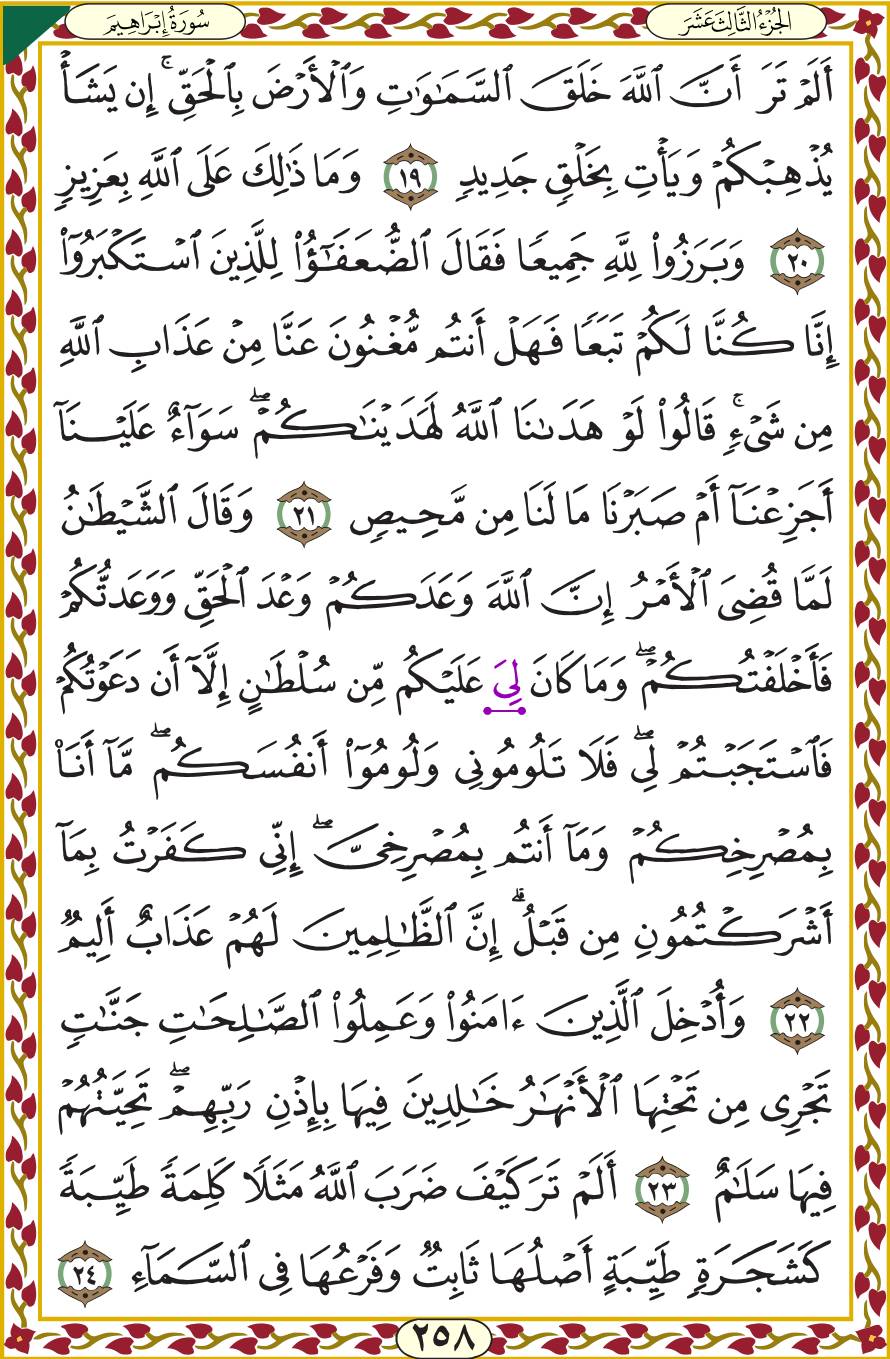 الجُزْءُ الثَّالِثَ عَشَرَ
سُورَةُ إِبْرَاهِيمَ
أَلَمْ تَرَ أَنَّ ٱللَّهَ خَلَقَ ٱلسَّمَٰوَٰتِ وَٱلْأَرْضَ بِٱلْحَقِّۚ إِن يَشَأْ
يُذْهِبْكُمْ وَيَأْتِ بِخَلْقٍ جَدِيدٍ ١٩ وَمَا ذَٰلِكَ عَلَى ٱللَّهِ بِعَزِيزٍ
٢٠ وَبَرَزُوا۟ لِلَّهِ جَمِيعًا فَقَالَ ٱلضُّعَفَٰٓؤُا۟ لِلَّذِينَ ٱسْتَكْبَرُوٓا۟
إِنَّا كُنَّا لَكُمْ تَبَعًا فَهَلْ أَنتُم مُّغْنُونَ عَنَّا مِنْ عَذَابِ ٱللَّهِ
مِن شَىْءٍۚ قَالُوا۟ لَوْ هَدَىٰنَا ٱللَّهُ لَهَدَيْنَٰكُمْۖ سَوَآءٌ عَلَيْنَآ
أَجَزِعْنَآ أَمْ صَبَرْنَا مَا لَنَا مِن مَّحِيصٍ ٢١ وَقَالَ ٱلشَّيْطَٰنُ
لَمَّا قُضِىَ ٱلْأَمْرُ إِنَّ ٱللَّهَ وَعَدَكُمْ وَعْدَ ٱلْحَقِّ وَوَعَدتُّكُمْ
فَأَخْلَفْتُكُمْۖ وَمَا كَانَ لِىَ عَلَيْكُم مِّن سُلْطَٰنٍ إِلَّآ أَن دَعَوْتُكُمْ
فَٱسْتَجَبْتُمْ لِىۖ فَلَا تَلُومُونِى وَلُومُوٓا۟ أَنفُسَكُمۖ مَّآ أَنَا۠
بِمُصْرِخِكُمْ وَمَآ أَنتُم بِمُصْرِخِىَّۖ إِنِّى كَفَرْتُ بِمَآ
أَشْرَكْتُمُونِ مِن قَبْلُۗ إِنَّ ٱلظَّٰلِمِينَ لَهُمْ عَذَابٌ أَلِيمٌ
٢٢ وَأُدْخِلَ ٱلَّذِينَ ءَامَنُوا۟ وَعَمِلُوا۟ ٱلصَّٰلِحَٰتِ جَنَّٰتٍ
تَجْرِى مِن تَحْتِهَا ٱلْأَنْهَٰرُ خَٰلِدِينَ فِيهَا بِإِذْنِ رَبِّهِمْۖ تَحِيَّتُهُمْ
فِيهَا سَلَٰمٌ ٢٣ أَلَمْ تَرَ كَيْفَ ضَرَبَ ٱللَّهُ مَثَلًا كَلِمَةً طَيِّبَةً
كَشَجَرَةٍ طَيِّبَةٍ أَصْلُهَا ثَابِتٌ وَفَرْعُهَا فِى ٱلسَّمَآءِ ٢٤
٢٥٨